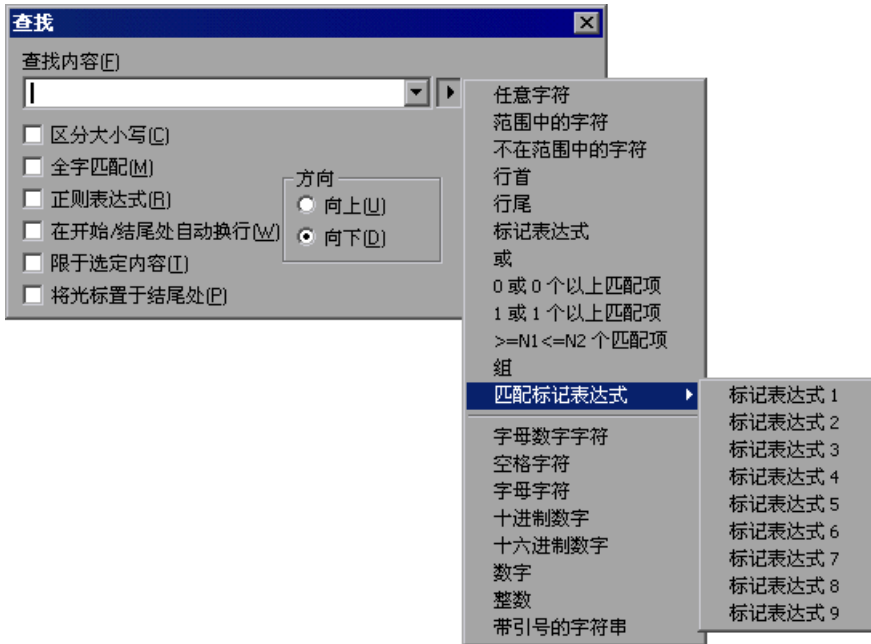 查找
查找内容(F)
区分大小写(C)
全字匹配(M)
正则表达式(R)
在开始/结尾处自动换行(W)
限于选定内容(T)
将光标置于结尾处(P)
方向
向上(U)
向下(D)
任意字符
范围中的字符
不在范围中的字符
行首
行尾
标记表达式
或
0 或 0 个以上匹配项
1 或 1 个以上匹配项
>=N1<=N2 个匹配项
组
匹配标记表达式
字母数字字符
空格字符
字母字符
十进制数字
十六进制数字
数字
整数
带引号的字符串
标记表达式 1
标记表达式 2
标记表达式 3
标记表达式 4
标记表达式 5
标记表达式 6
标记表达式 7
标记表达式 8
标记表达式 9